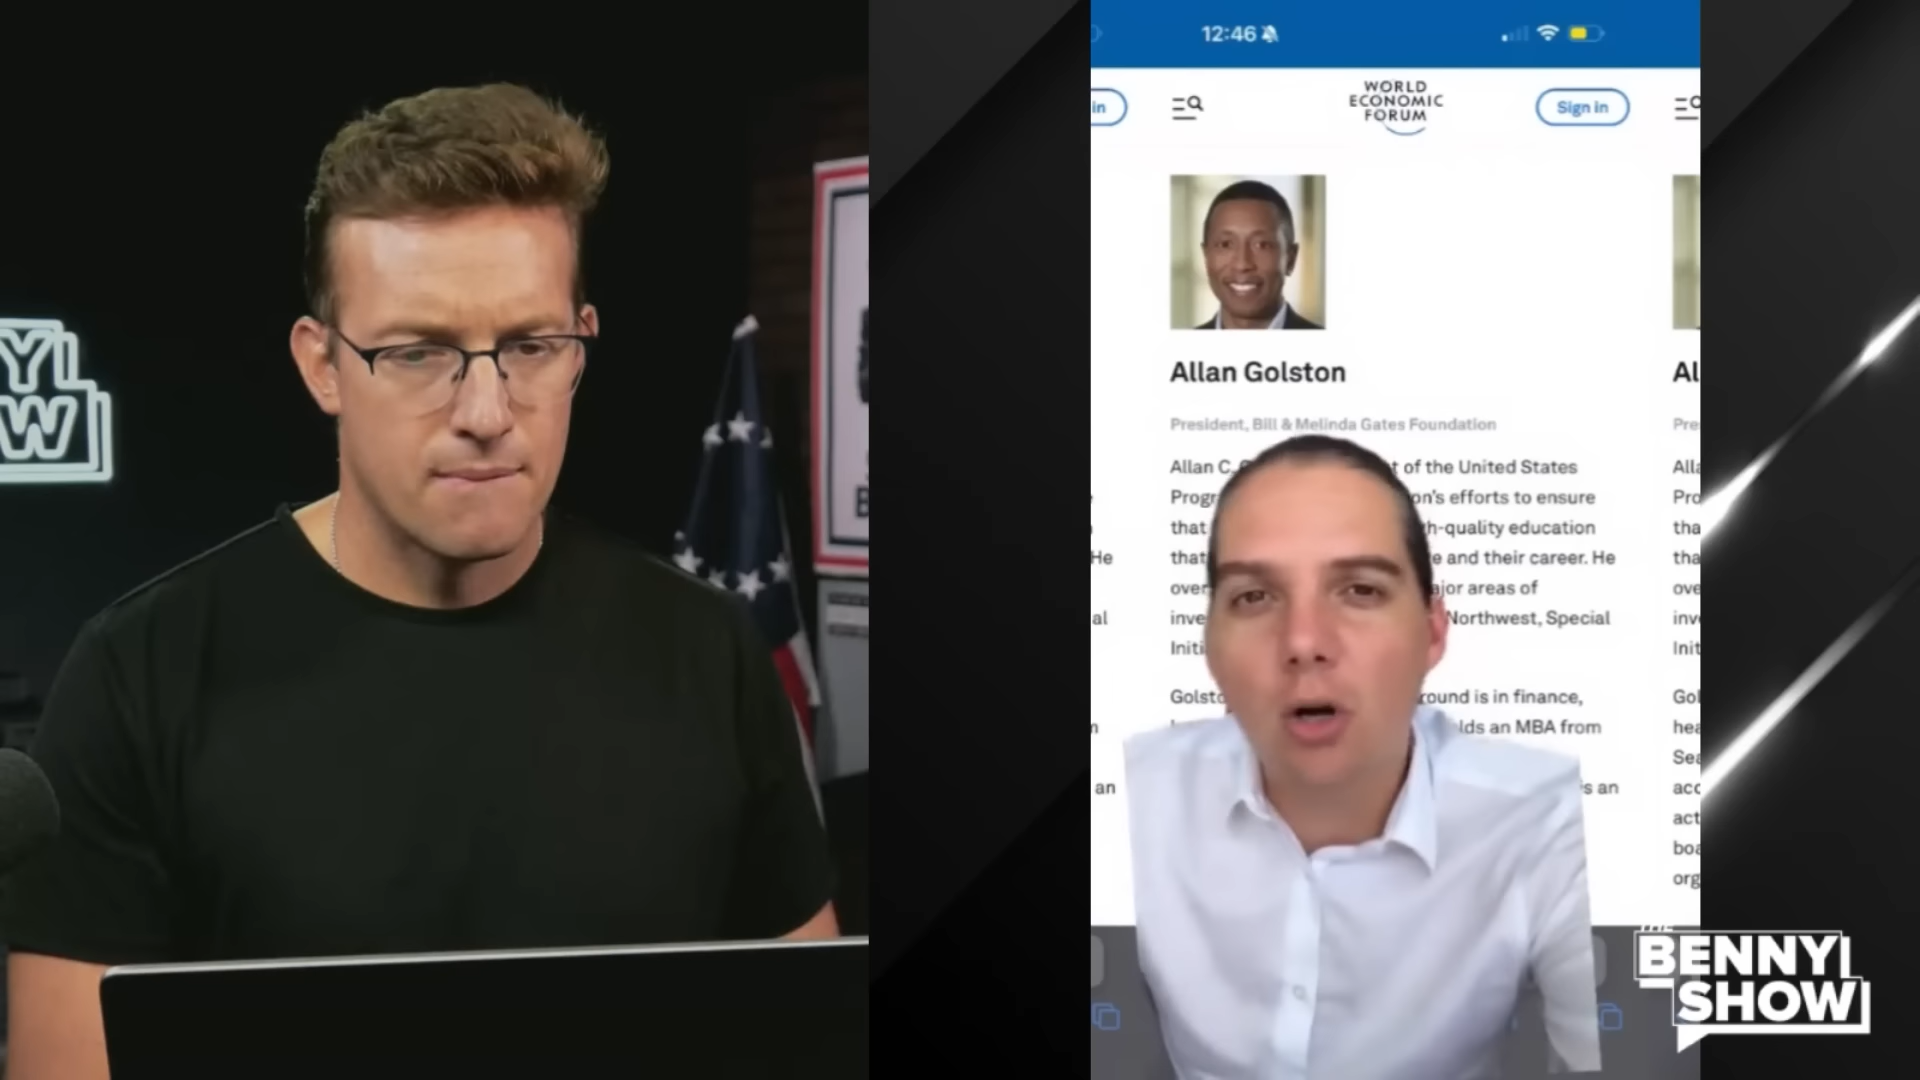 Y
W
B
12:46
in
Sign in
WORLD
ECONOMIC
FORUM
Allan Golston
Al
President, Bill & Melinda Gates Foundation
Pre
Allan C. t of the United States
Alla
Progr on's efforts to ensure
Pro
that h-quality education
tha
that e and their career. He
He
tha
over ajor areas of
ove
inve Northwest, Special
al
inv
Initi
Init
Golsto round is in finance,
Gol
lds an MBA from
hea
Sea
an
s an
acc
act
boa
org
THE
BENNY
SHOW